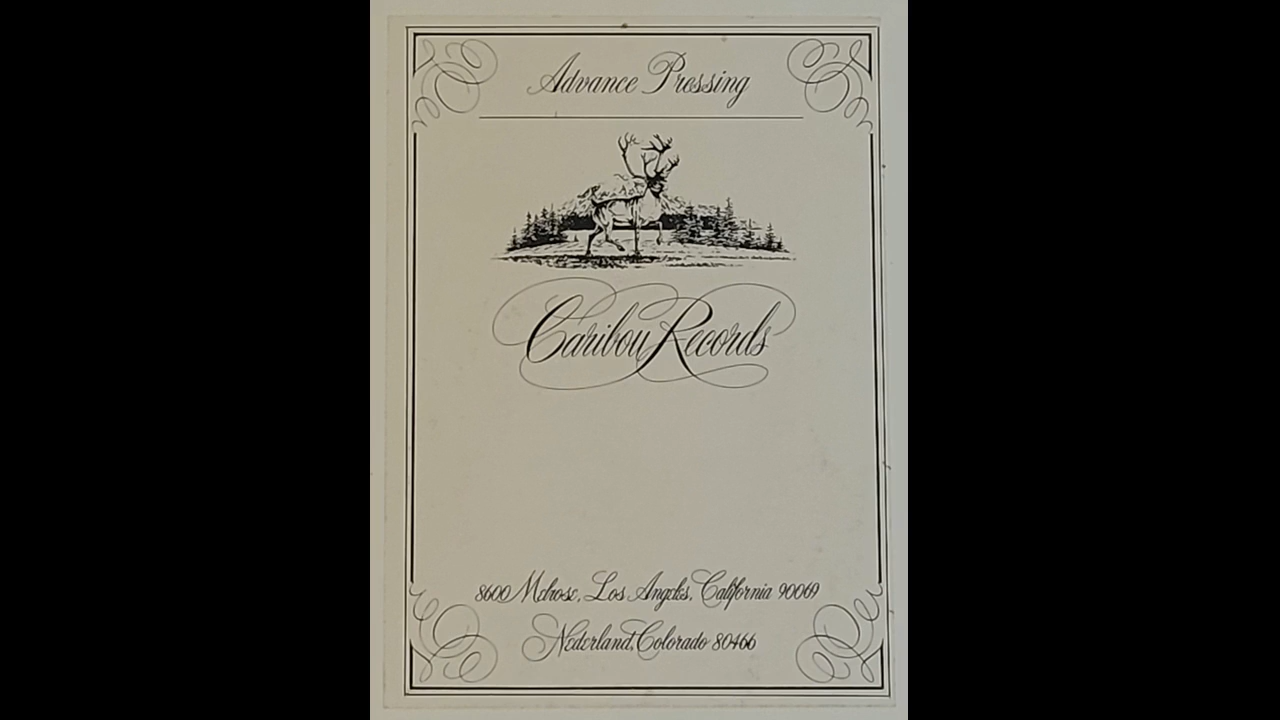 Advance Pressing
Caribou Records
8600 Melrose, Los Angeles, California 90069
Nederland, Colorado 80466